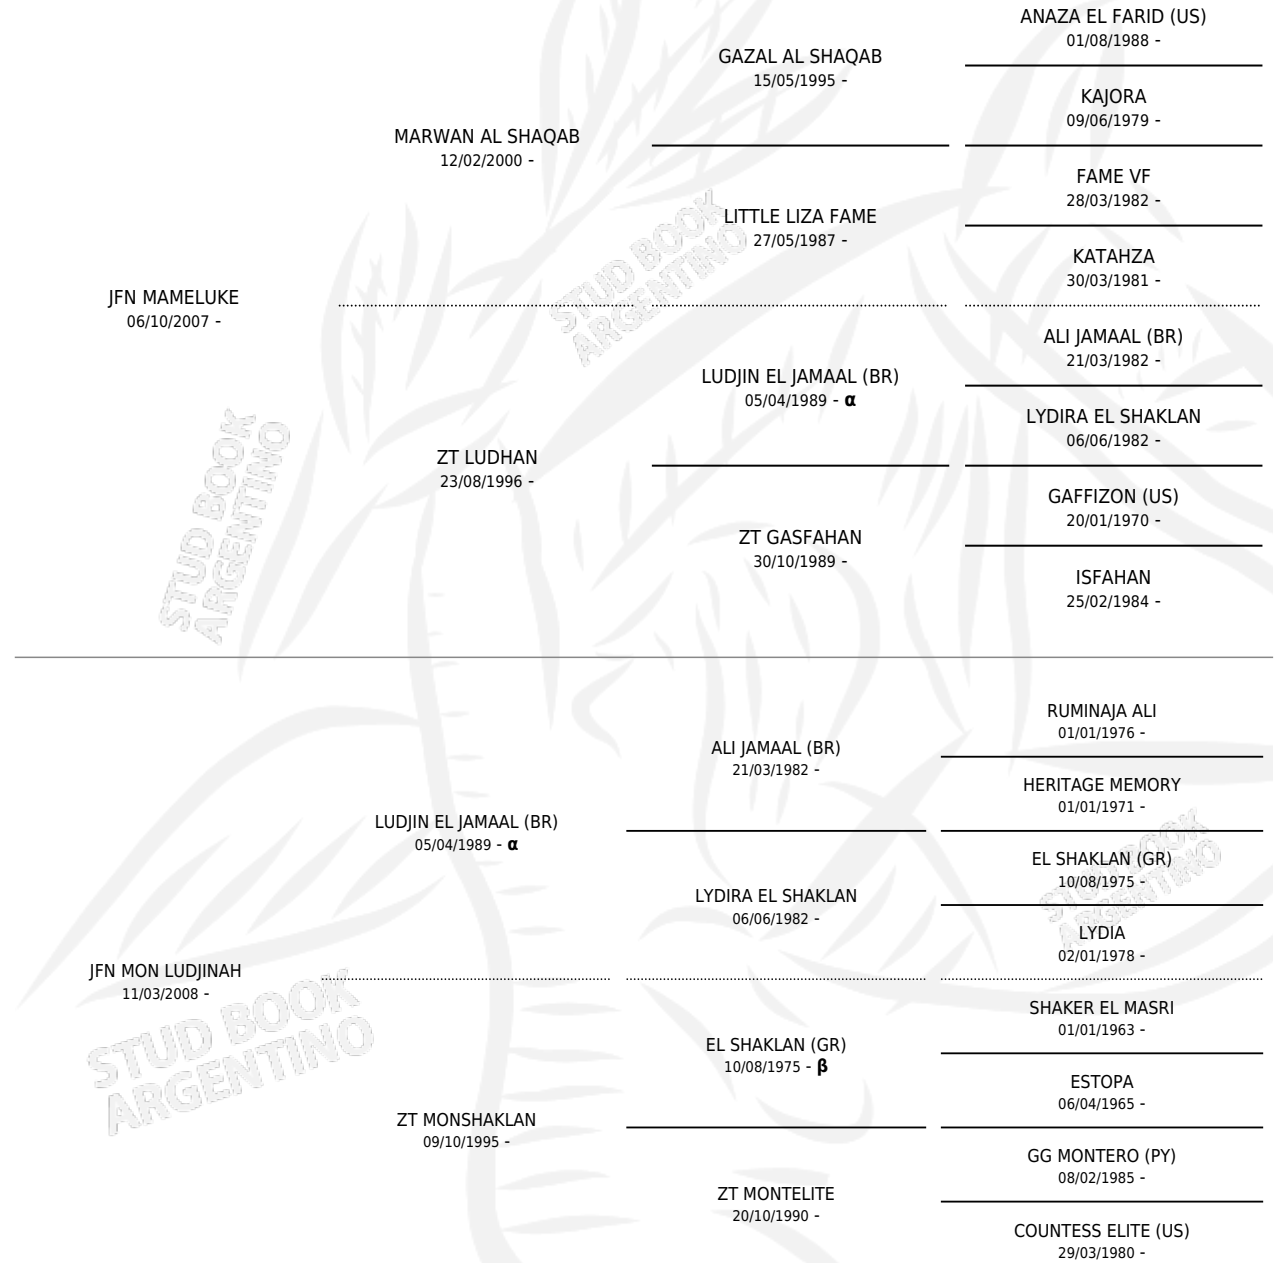 ANAZA EL FARID (US)
01/08/1988 -
GAZAL AL SHAQAB
15/05/1995 -
KAJORA
09/06/1979 -
MARWAN AL SHAQAB
12/02/2000 -
FAME VF
28/03/1982 -
LITTLE LIZA FAME
27/05/1987 -
KATAHZA
30/03/1981 -
JFN MAMELUKE
06/10/2007 -
ALI JAMAAL (BR)
21/03/1982 -
LUDJIN EL JAMAAL (BR)
05/04/1989 - α
LYDIRA EL SHAKLAN
06/06/1982 -
ZT LUDHAN
23/08/1996 -
GAFFIZON (US)
20/01/1970 -
ZT GASFAHAN
30/10/1989 -
ISFAHAN
25/02/1984 -
STUD BOOK
ARGENTINO
STUD BOOK
ARGENTINO
RUMINAJA ALI
01/01/1976 -
ALI JAMAAL (BR)
21/03/1982 -
HERITAGE MEMORY
01/01/1971 -
LUDJIN EL JAMAAL (BR)
05/04/1989 - α
EL SHAKLAN (GR)
10/08/1975 -
LYDIRA EL SHAKLAN
06/06/1982 -
LYDIA
02/01/1978 -
JFN MON LUDJINAH
11/03/2008 -
SHAKER EL MASRI
01/01/1963 -
EL SHAKLAN (GR)
10/08/1975 - β
ESTOPA
06/04/1965 -
ZT MONSHAKLAN
09/10/1995 -
GG MONTERO (PY)
08/02/1985 -
ZT MONTELITE
20/10/1990 -
COUNTESS ELITE (US)
29/03/1980 -
STUD BOOK
ARGENTINO
STUD BOOK
ARGENTINO